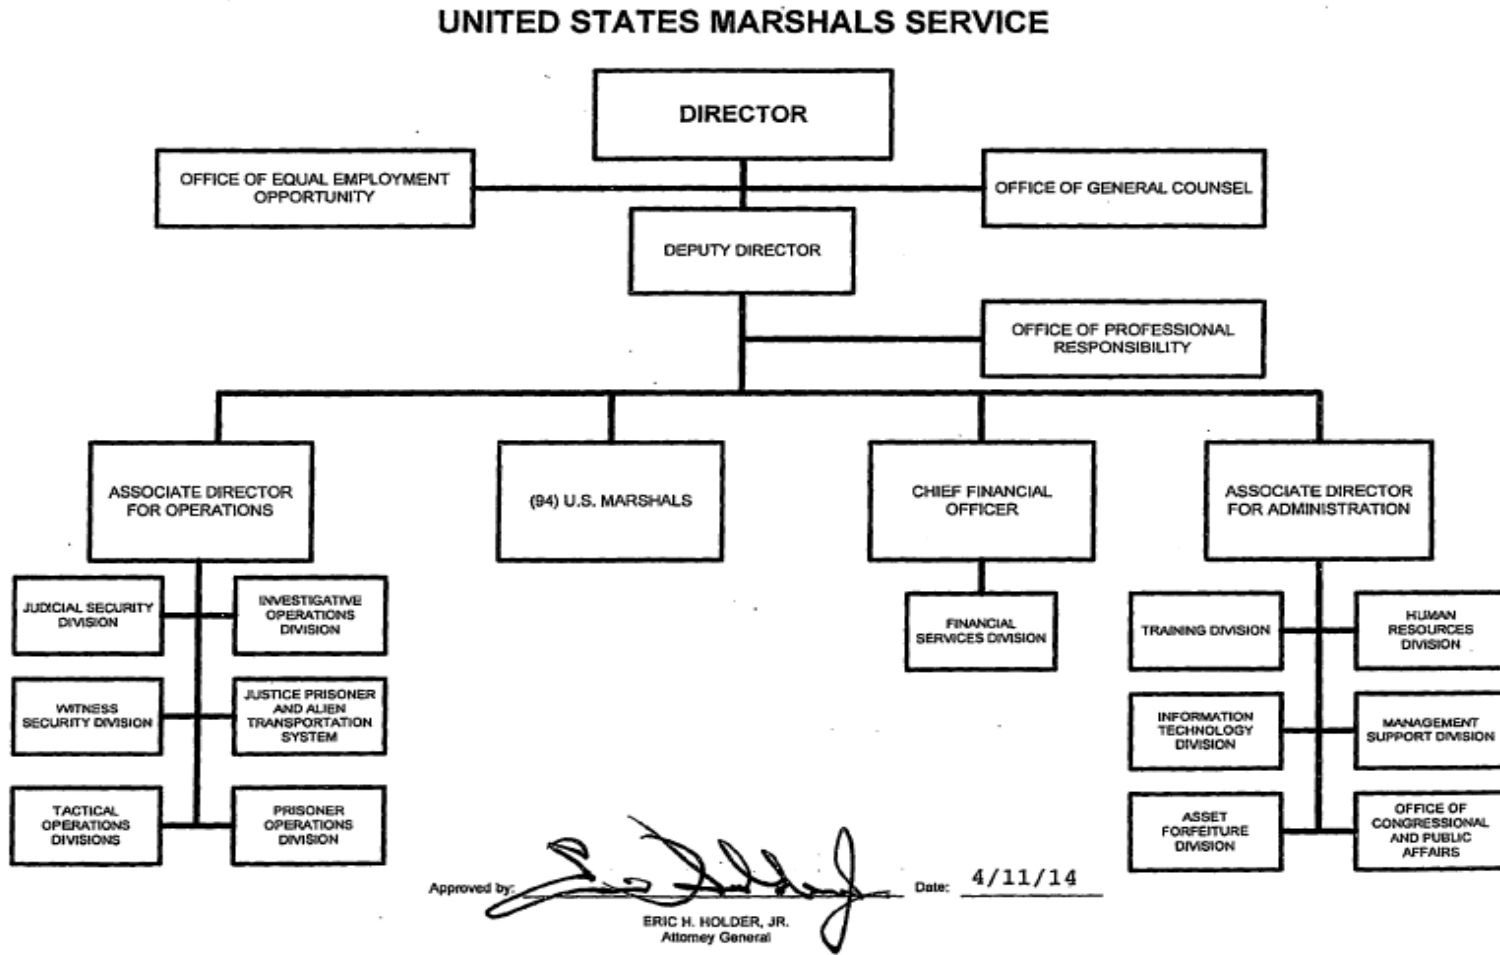 UNITED STATES MARSHALS SERVICE
DIRECTOR
OFFICE OF EQUAL EMPLOYMENT
OPPORTUNITY
OFFICE OF GENERAL COUNSEL
DEPUTY DIRECTOR
OFFICE OF PROFESSIONAL
RESPONSIBILITY
ASSOCIATE DIRECTOR
FOR OPERATIONS
(94) U.S. MARSHALS
CHIEF FINANCIAL
OFFICER
ASSOCIATE DIRECTOR
FOR ADMINISTRATION
JUDICIAL SECURITY
DIVISION
INVESTIGATIVE
OPERATIONS
DIVISION
WITNESS
SECURITY DIVISION
JUSTICE PRISONER
AND ALIEN
TRANSPORTATION
SYSTEM
TACTICAL
OPERATIONS
DIVISIONS
PRISONER
OPERATIONS
DIVISION
FINANCIAL
SERVICES DIVISION
TRAINING DIVISION
HUMAN
RESOURCES
DIVISION
INFORMATION
TECHNOLOGY
DIVISION
MANAGEMENT
SUPPORT DIVISION
ASSET
FORFEITURE
DIVISION
OFFICE OF
CONGRESSIONAL
AND PUBLIC
AFFAIRS
Approved by:
Date: 4/11/14
ERIC H. HOLDER, JR.
Attorney General